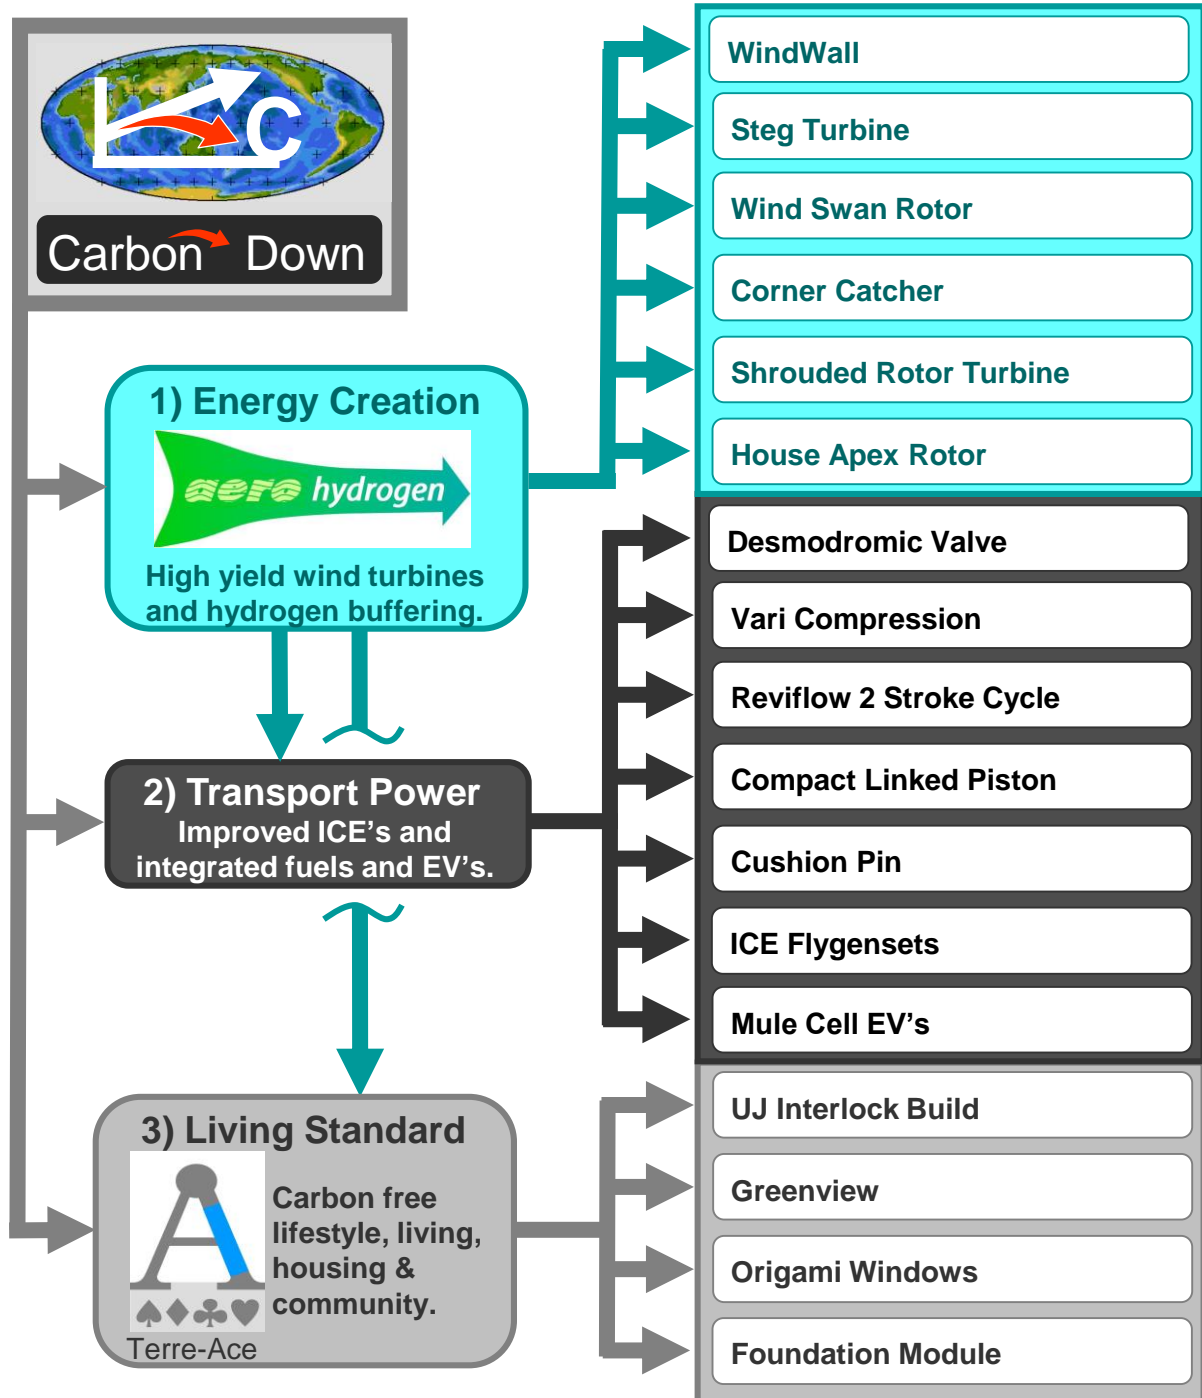 C
Carbon Down
1) Energy Creation
aero hydrogen
High yield wind turbines
and hydrogen buffering.
2) Transport Power
Improved ICE's and
integrated fuels and EV's.
3) Living Standard
Carbon free
lifestyle, living,
housing &
community.
Terre-Ace
WindWall
Steg Turbine
Wind Swan Rotor
Corner Catcher
Shrouded Rotor Turbine
House Apex Rotor
Desmodromic Valve
Vari Compression
Reviflow 2 Stroke Cycle
Compact Linked Piston
Cushion Pin
ICE Flygensets
Mule Cell EV's
UJ Interlock Build
Greenview
Origami Windows
Foundation Module